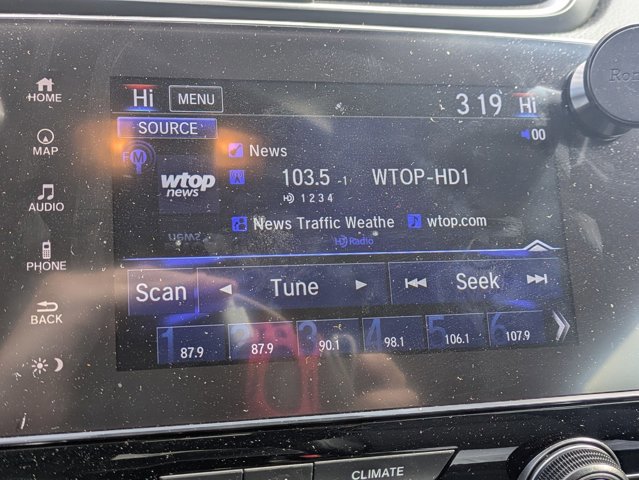 HOME
MAP
AUDIO
PHONE
BACK
Hi MENU 3 19 Hi
SOURCE 00
FM
wtop
news
News
103.5 -1 WTOP-HD1
HD 1 2 3 4
News Traffic Weathe wtop.com
HD Radio
Scan Tune Seek
1 87.9 2 87.9 3 90.1 4 98.1 5 106.1 6 107.9
CLIMATE